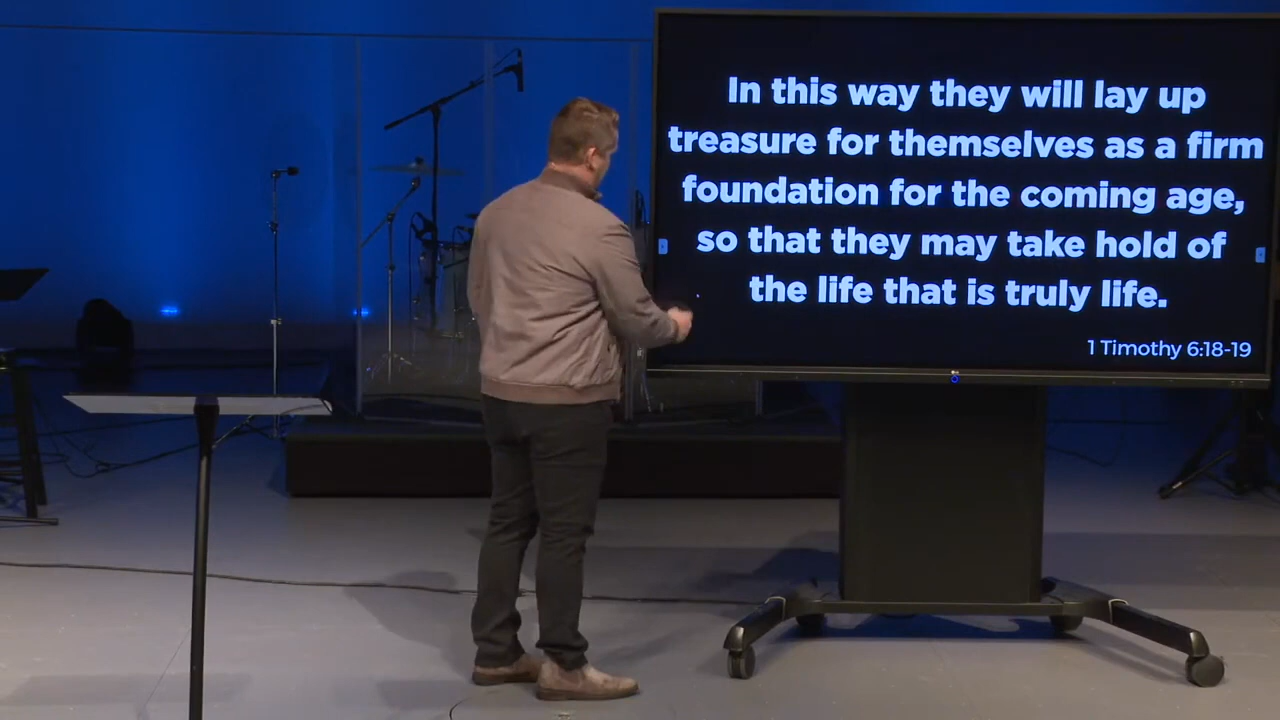 In this way they will lay up
treasure for themselves as a firm
foundation for the coming age,
so that they may take hold of
the life that is truly life.
1 Timothy 6:18-19